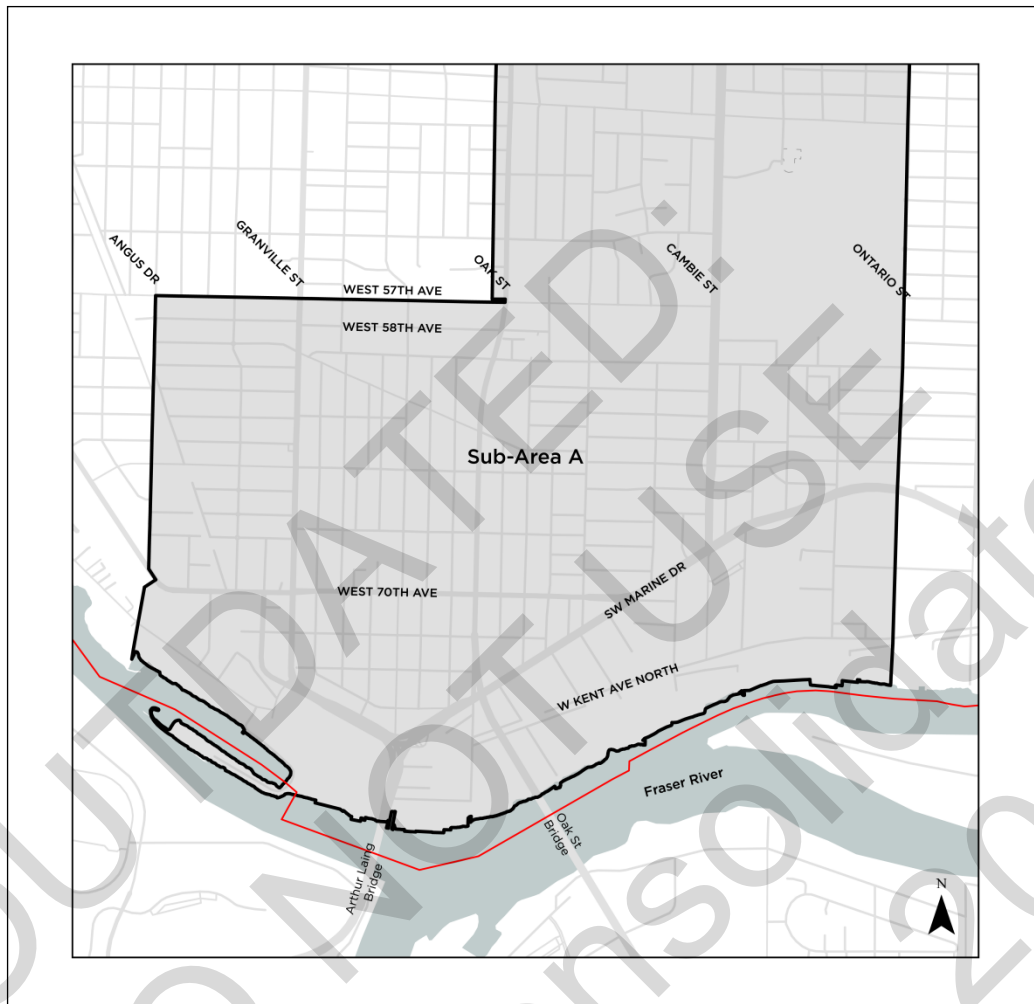 ANGUS DR
GRANVILLE ST
OAK ST
CAMBIE ST
ONTARIO ST
WEST 57TH AVE
WEST 58TH AVE
Sub-Area A
WEST 70TH AVE
SW MARINE DR
W KENT AVE NORTH
Fraser River
Arthur Laing
Bridge
Oak St
Bridge
N
OUTDATED:
DO NOT USE